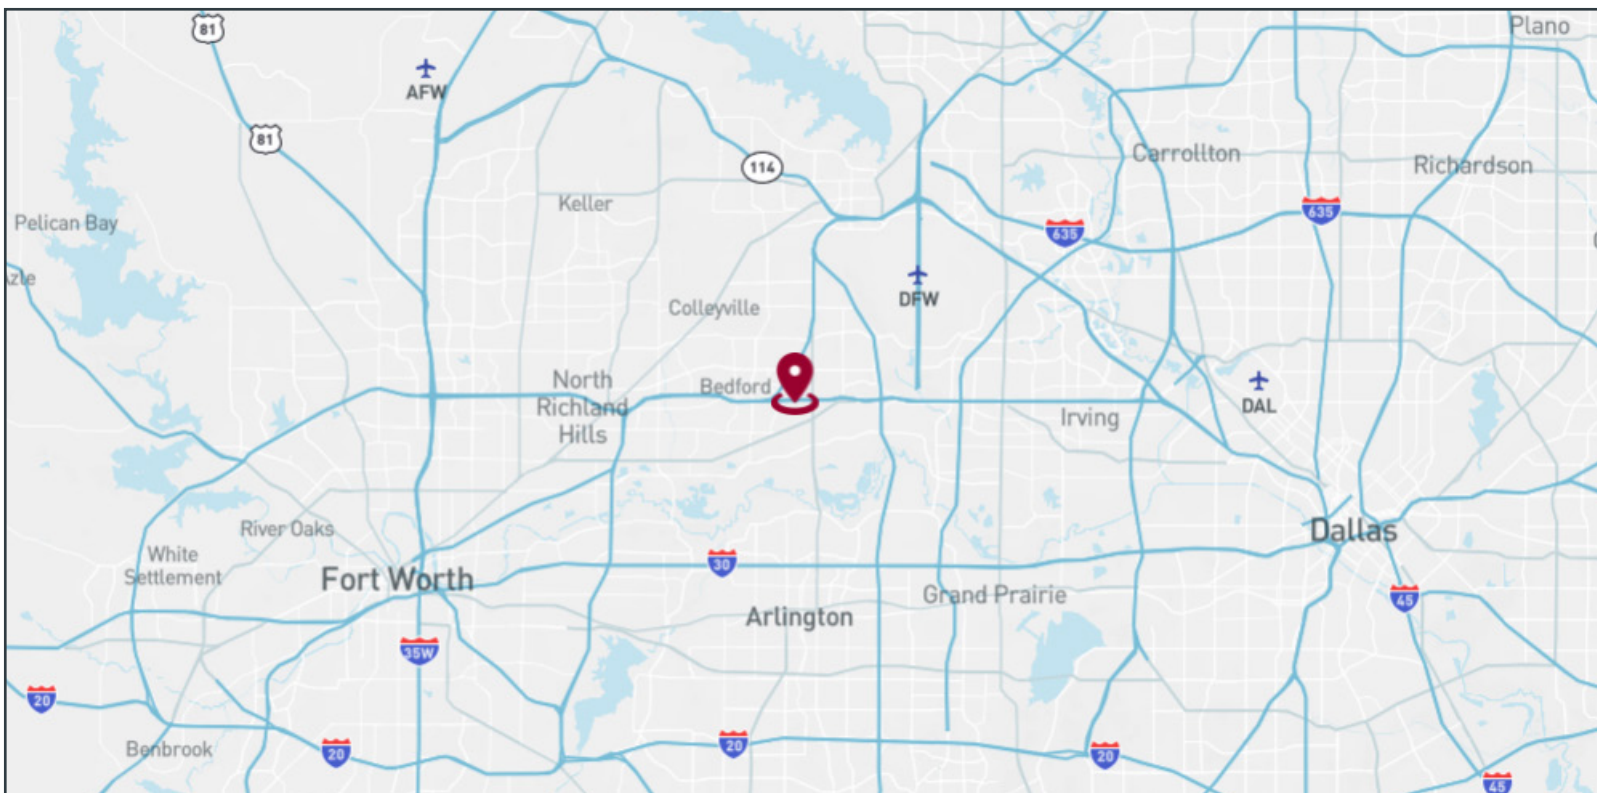 81
Plano
AFW
81
114
Carrollton
Richardson
Keller
635
635
Pelican Bay
zle
DFW
Colleyville
North
Richland
Hills
Bedford
DAL
Irving
River Oaks
Dallas
White
Settlement
30
Fort Worth
Grand Prairie
45
Arlington
35W
20
20
20
20
Benbrook
45